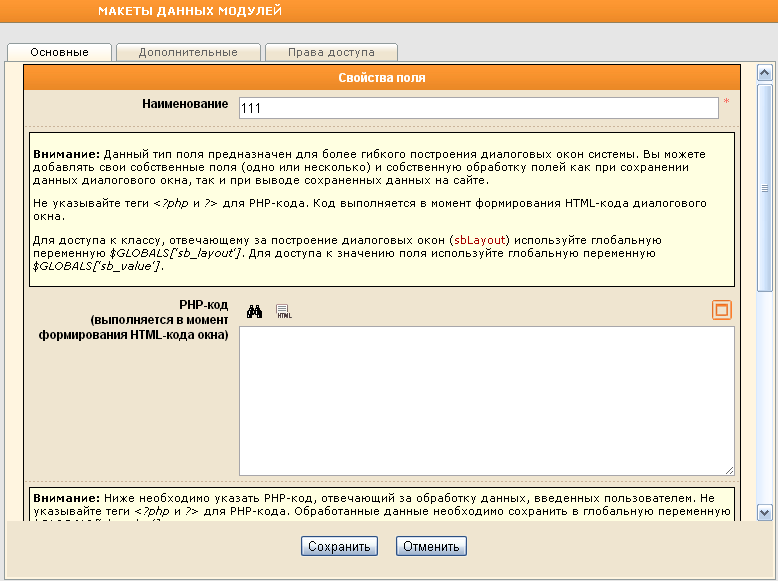 МАКЕТЫ ДАННЫХ МОДУЛЕЙ
Основные Дополнительные Права доступа
Свойства поля
Наименование 111 *
Внимание: Данный тип поля предназначен для более гибкого построения диалоговых окон системы. Вы можете
добавлять свои собственные поля (одно или несколько) и собственную обработку полей как при сохранении
данных диалогового окна, так и при выводе сохраненных данных на сайте.
Не указывайте теги <?php и ?> для PHP-кода. Код выполняется в момент формирования HTML-кода диалогового
окна.
Для доступа к классу, отвечающему за построение диалоговых окон (sbLayout) используйте глобальную
переменную $GLOBALS['sb_layout']. Для доступа к значению поля используйте глобальную переменную
$GLOBALS['sb_value'].
PHP-код
(выполняется в момент
формирования HTML-кода окна)
HTML
Внимание: Ниже необходимо указать PHP-код, отвечающий за обработку данных, введенных пользователем. Не
указывайте теги <?php и ?> для PHP-кода. Обработанные данные необходимо сохранить в глобальную переменную
Сохранить Отменить